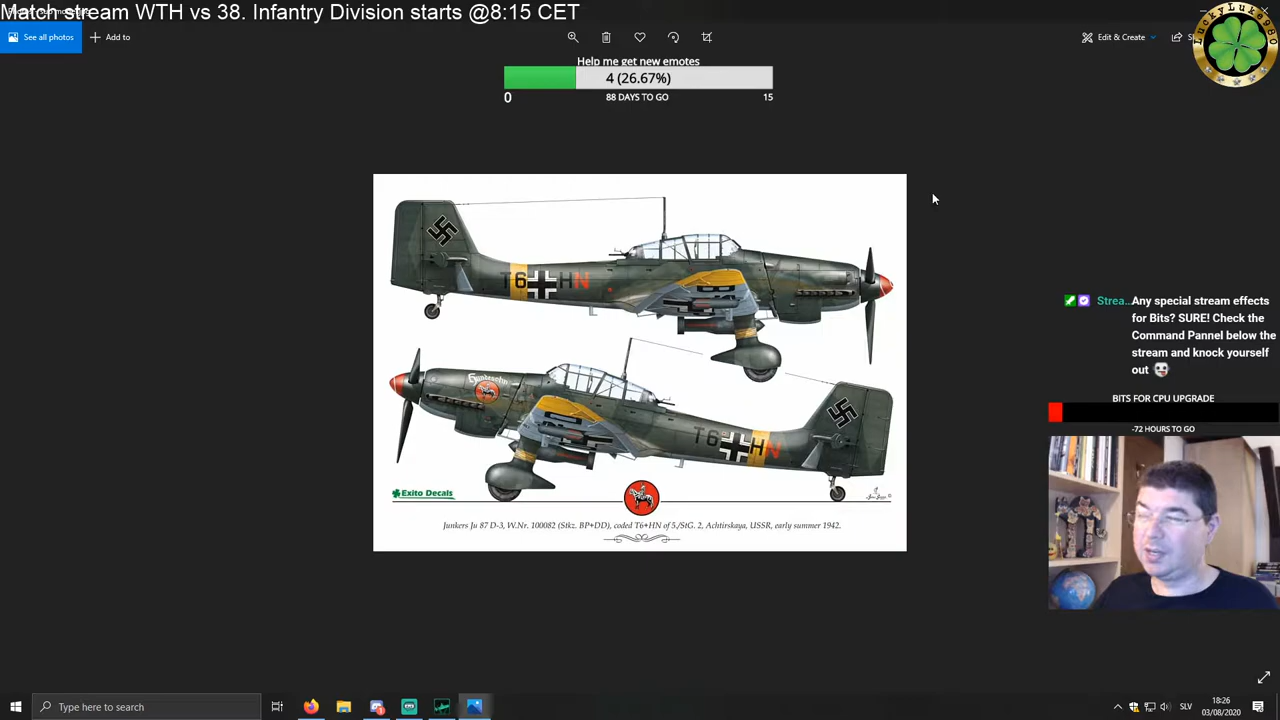 Match stream WTH vs 38. Infantry Division starts @8:15 CET
See all photos
Add to
Edit & Create
LuckyLuke980
Help me get new emotes
4 (26.67%)
0
88 DAYS TO GO
15
T6 HN
Strea... Any special stream effects
for Bits? SURE! Check the
Command Pannel below the
stream and knock yourself
out
BITS FOR CPU UPGRADE
-72 HOURS TO GO
T6 HN
Exito Decals
Junkers Ju 87 D-3, W.Nr. 100082 (Stkz. BP+DD), coded T6+HN of 5./StG. 2, Achtirskaya, USSR, early summer 1942.
Type here to search
SLV
18:26
03/08/2020